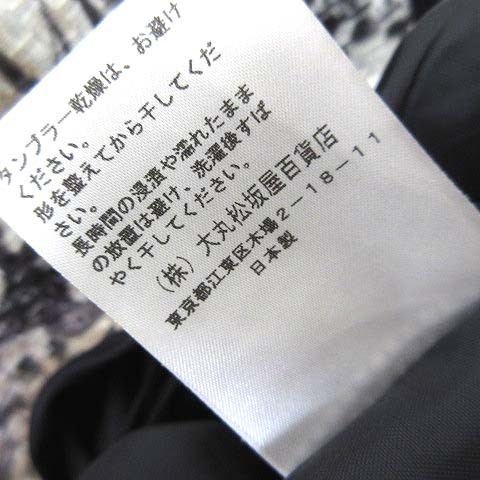 タンブラー乾燥は、お避け
ください。
形を整えてから干してくだ
さい。
長時間の浸漬や濡れたまま
の放置は避け、洗濯後すば
やく干してください。
(株)大丸松坂屋百貨店
東京都江東区木場2-18-11
日本製